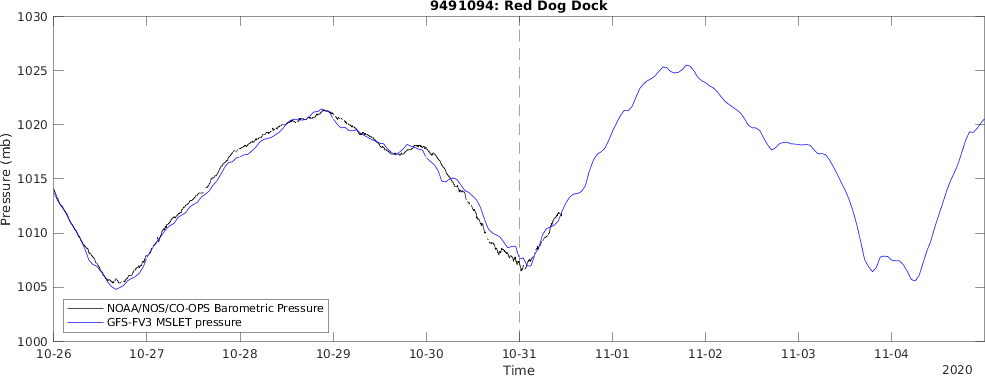 9491094: Red Dog Dock
Pressure (mb)
1030
1025
1020
1015
1010
1005
1000
NOAA/NOS/CO-OPS Barometric Pressure
GFS-FV3 MSLET pressure
10-26 10-27 10-28 10-29 10-30 10-31 11-01 11-02 11-03 11-04
Time
2020